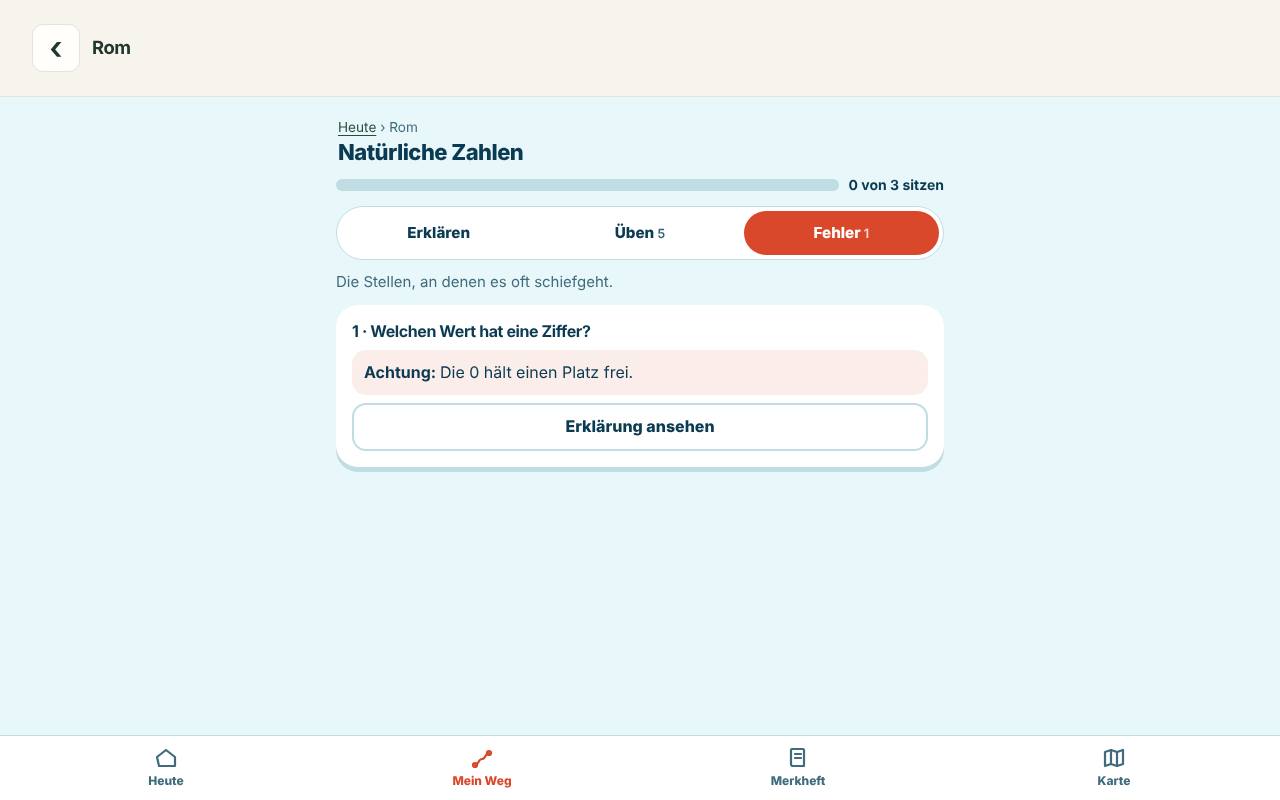 Rom
Heute › Rom
Natürliche Zahlen
0 von 3 sitzen
Erklären
Üben 5
Fehler 1
Die Stellen, an denen es oft schiefgeht.
1 · Welchen Wert hat eine Ziffer?
Achtung: Die 0 hält einen Platz frei.
Erklärung ansehen
Heute
Mein Weg
Merkheft
Karte